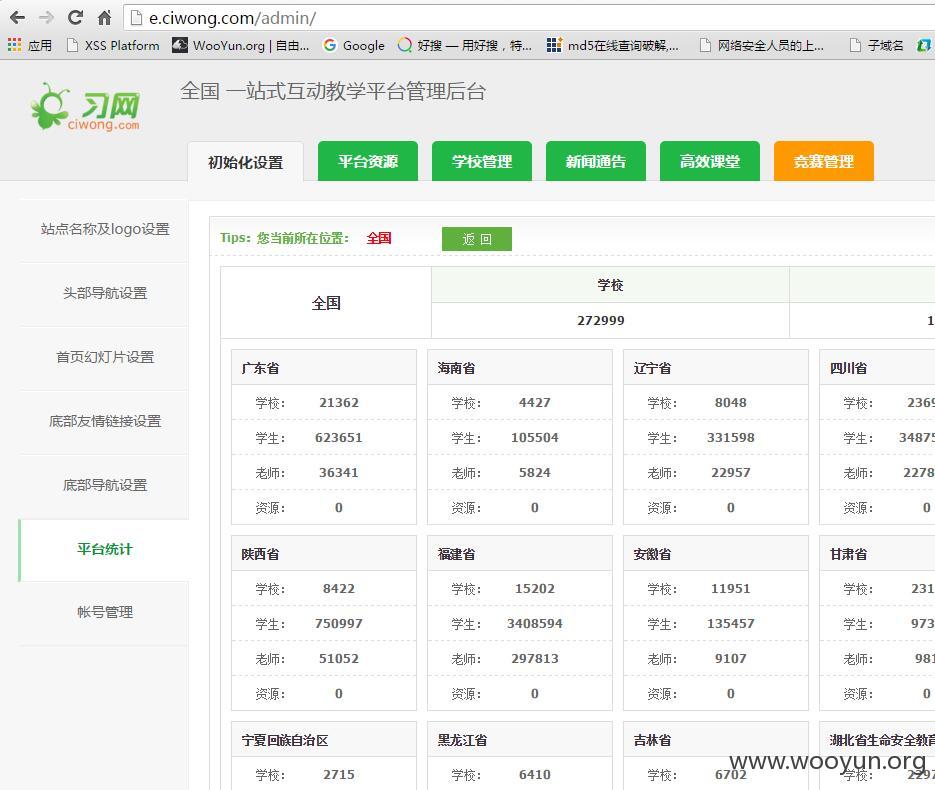 e.ciwong.com/admin/
应用 XSS Platform WooYun.org | 自由... Google 好搜 — 用好搜，特... md5在线查询破解,... 网络安全人员的上... 子域名
习网
ciwong.com
全国 一站式互动教学平台管理后台
初始化设置 平台资源 学校管理 新闻通告 高效课堂 竞赛管理
站点名称及logo设置
头部导航设置
首页幻灯片设置
底部友情链接设置
底部导航设置
平台统计
帐号管理
Tips: 您当前所在位置： 全国 返 回
全国 学校
272999 1
广东省 海南省 辽宁省 四川省
学校： 21362 学校： 4427 学校： 8048 学校： 2369
学生： 623651 学生： 105504 学生： 331598 学生： 34875
老师： 36341 老师： 5824 老师： 22957 老师： 2278
资源： 0 资源： 0 资源： 0 资源： 0
陕西省 福建省 安徽省 甘肃省
学校： 8422 学校： 15202 学校： 11951 学校： 231
学生： 750997 学生： 3408594 学生： 135457 学生： 973
老师： 51052 老师： 297813 老师： 9107 老师： 981
资源： 0 资源： 0 资源： 0 资源： 0
宁夏回族自治区 黑龙江省 吉林省 湖北省生命安全教育
学校： 2715 学校： 6410 学校： 6702 学校： 2297
www.wooyun.org